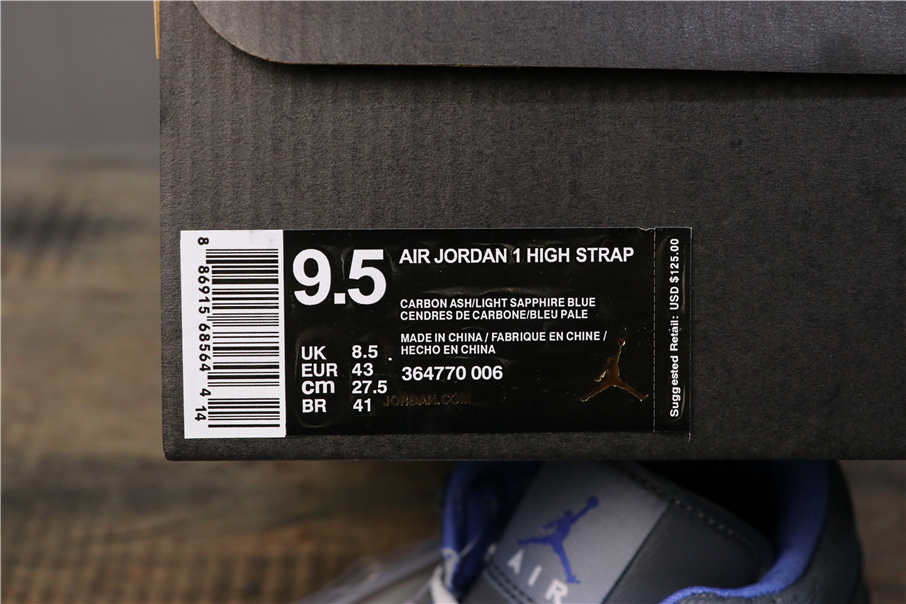 8 86915 68564 4 14
9.5
AIR JORDAN 1 HIGH STRAP
CARBON ASH/LIGHT SAPPHIRE BLUE
CENDRES DE CARBONE/BLEU PALE
MADE IN CHINA / FABRIQUE EN CHINE /
HECHO EN CHINA
364770 006
UK 8.5
EUR 43
cm 27.5
BR 41
JORDAN.COM
Suggested Retail: USD $125.00
AIR